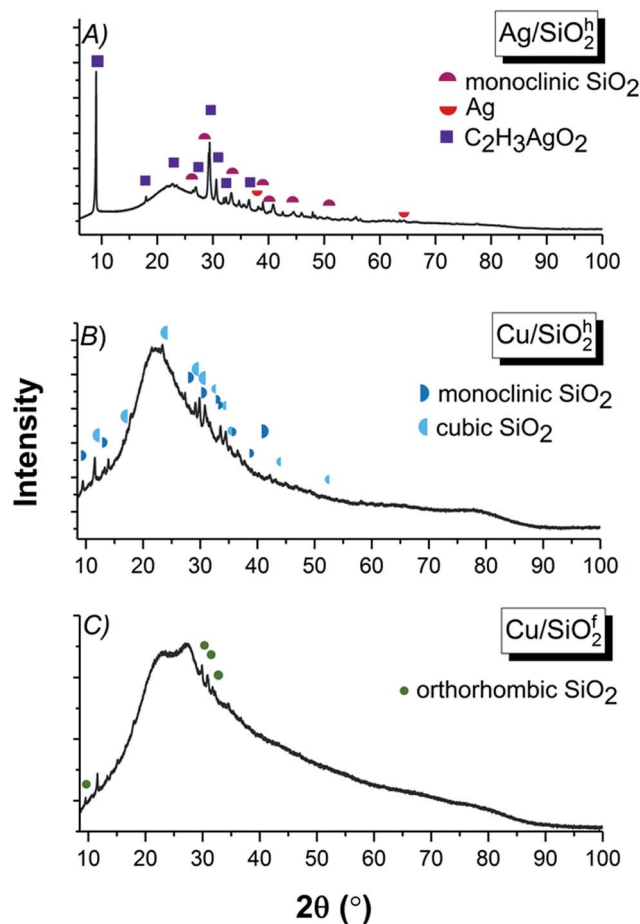 A)
Ag/SiO₂ʰ
monoclinic SiO₂
Ag
C₂H₃AgO₂
10 20 30 40 50 60 70 80 90 100
B)
Cu/SiO₂ʰ
monoclinic SiO₂
cubic SiO₂
Intensity
10 20 30 40 50 60 70 80 90 100
C)
Cu/SiO₂ᶠ
orthorhombic SiO₂
10 20 30 40 50 60 70 80 90 100
2θ (°)